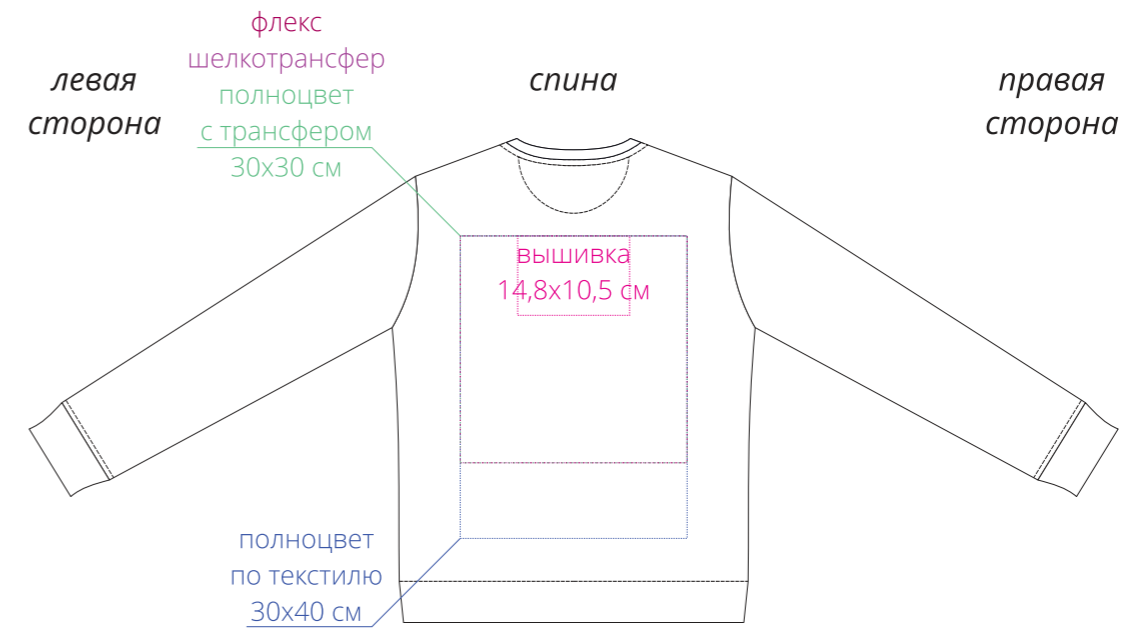 флекс
шелкотрансфер
полноцвет
с трансфером
30х30 см
левая
сторона
спина
правая
сторона
вышивка
14,8х10,5 см
полноцвет
по текстилю
30х40 см